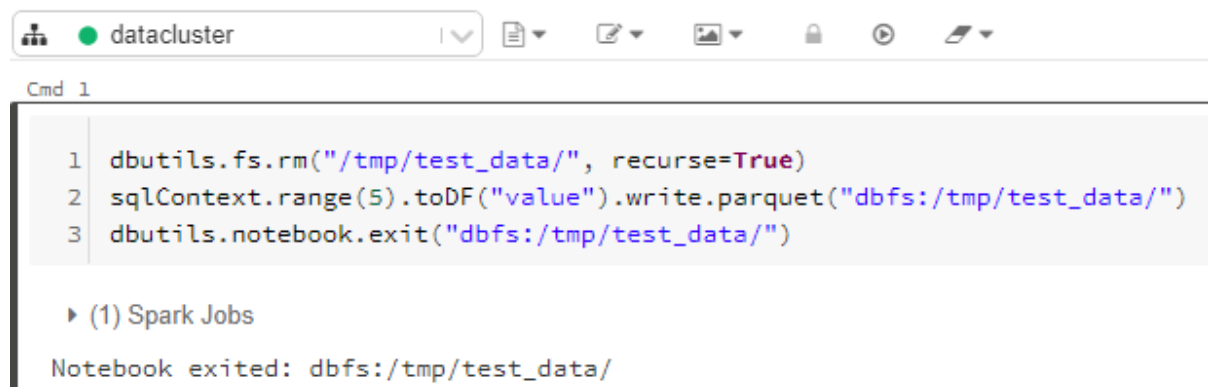 datacluster
Cmd 1
1 dbutils.fs.rm("/tmp/test_data/", recurse=True)
2 sqlContext.range(5).toDF("value").write.parquet("dbfs:/tmp/test_data/")
3 dbutils.notebook.exit("dbfs:/tmp/test_data/")
(1) Spark Jobs
Notebook exited: dbfs:/tmp/test_data/